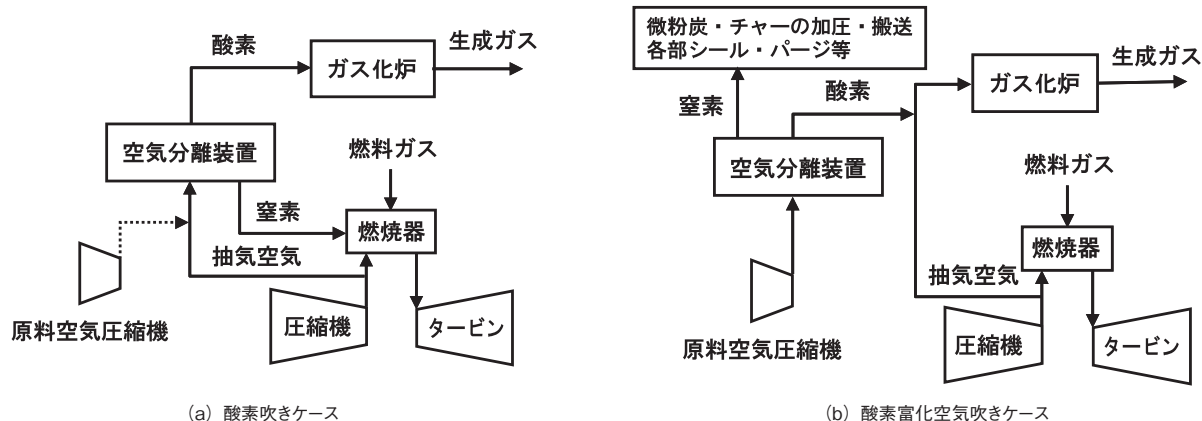 酸素
生成ガス
ガス化炉
空気分離装置
燃料ガス
窒素
燃焼器
抽気空気
原料空気圧縮機
圧縮機
タービン
(a) 酸素吹きケース
微粉炭・チャーの加圧・搬送
各部シール・パージ等
生成ガス
酸素
ガス化炉
窒素
空気分離装置
燃料ガス
燃焼器
抽気空気
原料空気圧縮機
圧縮機
タービン
(b) 酸素富化空気吹きケース